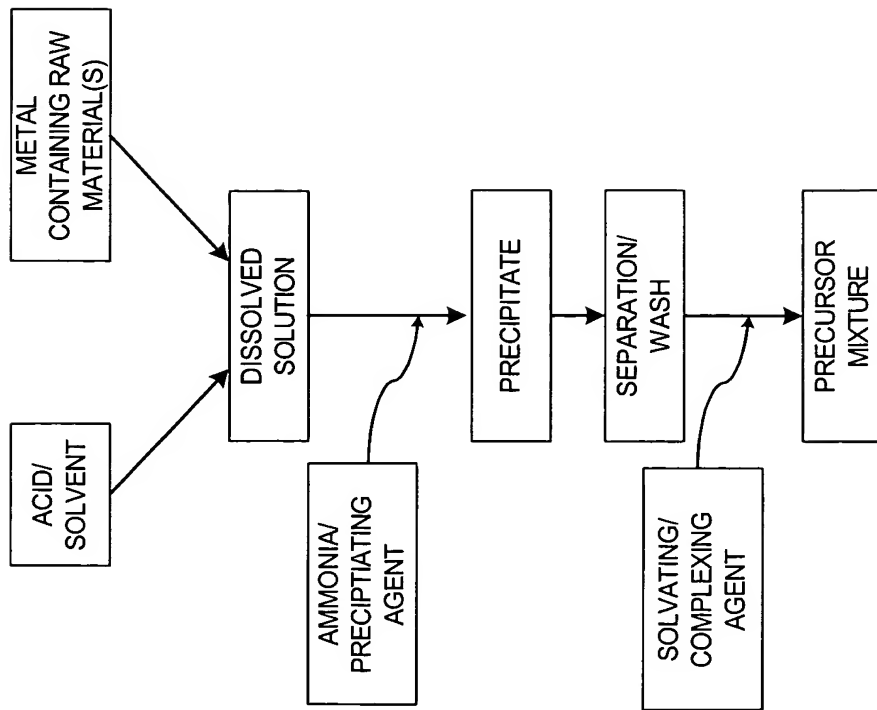 ACID/
SOLVENT
METAL
CONTAINING RAW
MATERIAL(S)
DISSOLVED
SOLUTION
AMMONIA/
PRECIPTIATING
AGENT
PRECIPITATE
SEPARATION/
WASH
SOLVATING/
COMPLEXING
AGENT
PRECURSOR
MIXTURE